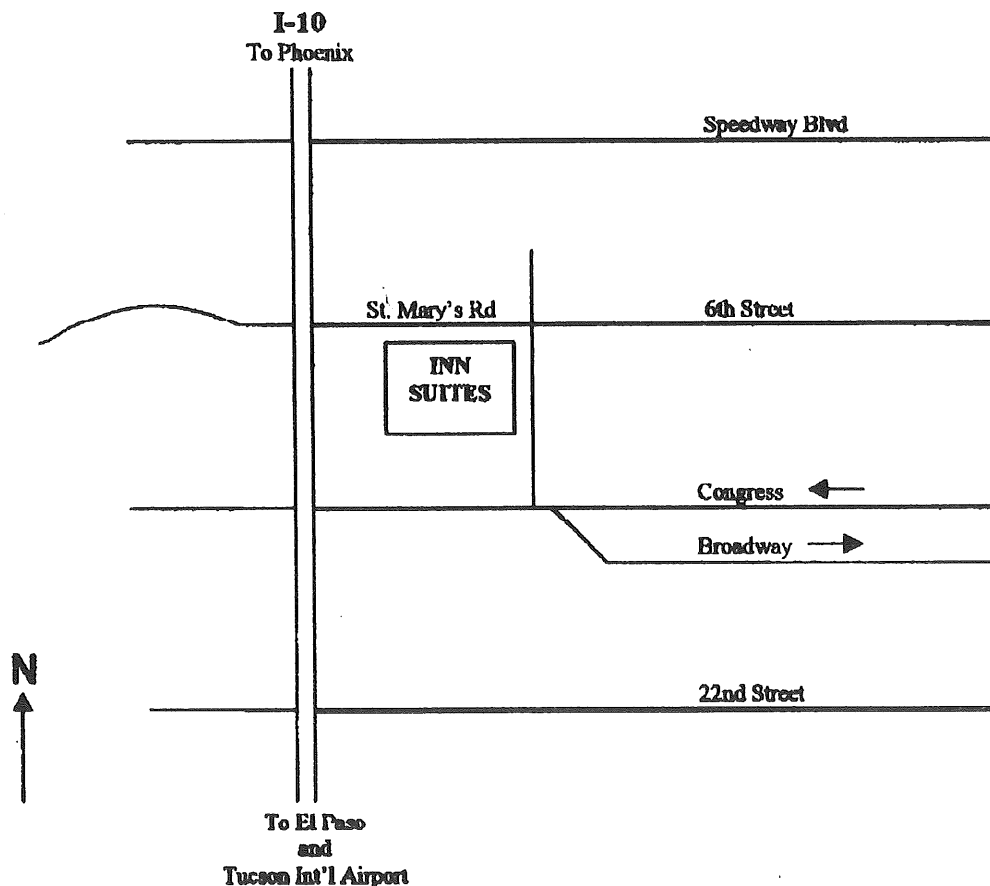 I-10
To Phoenix
Speedway Blvd
St. Mary's Rd
6th Street
INN
SUITES
Congress
Broadway
N
22nd Street
To El Paso
and
Tucson Int'l Airport